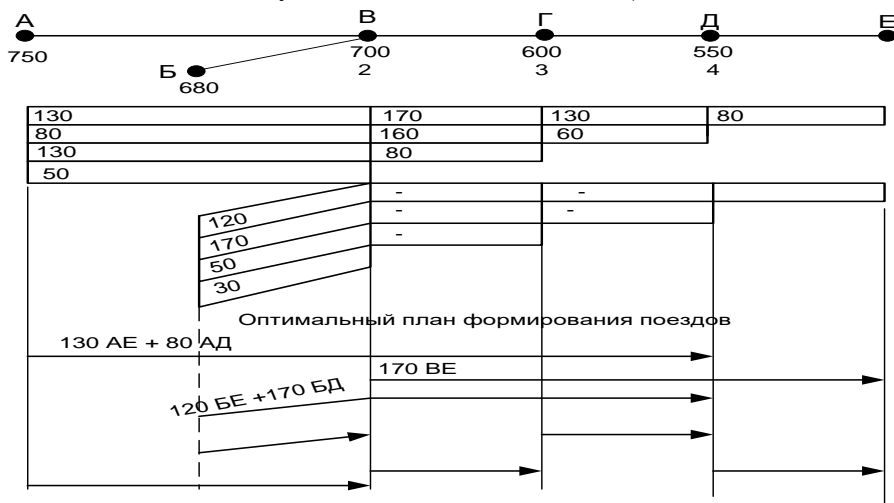 А В Г Д Е
750 700 600 550
Б 2 3 4
680
130 170 130 80
80 160 60
130 80
50
- -
120 - -
170 -
50
30
Оптимальный план формирования поездов
130 АЕ + 80 АД
170 ВЕ
120 БЕ +170 БД